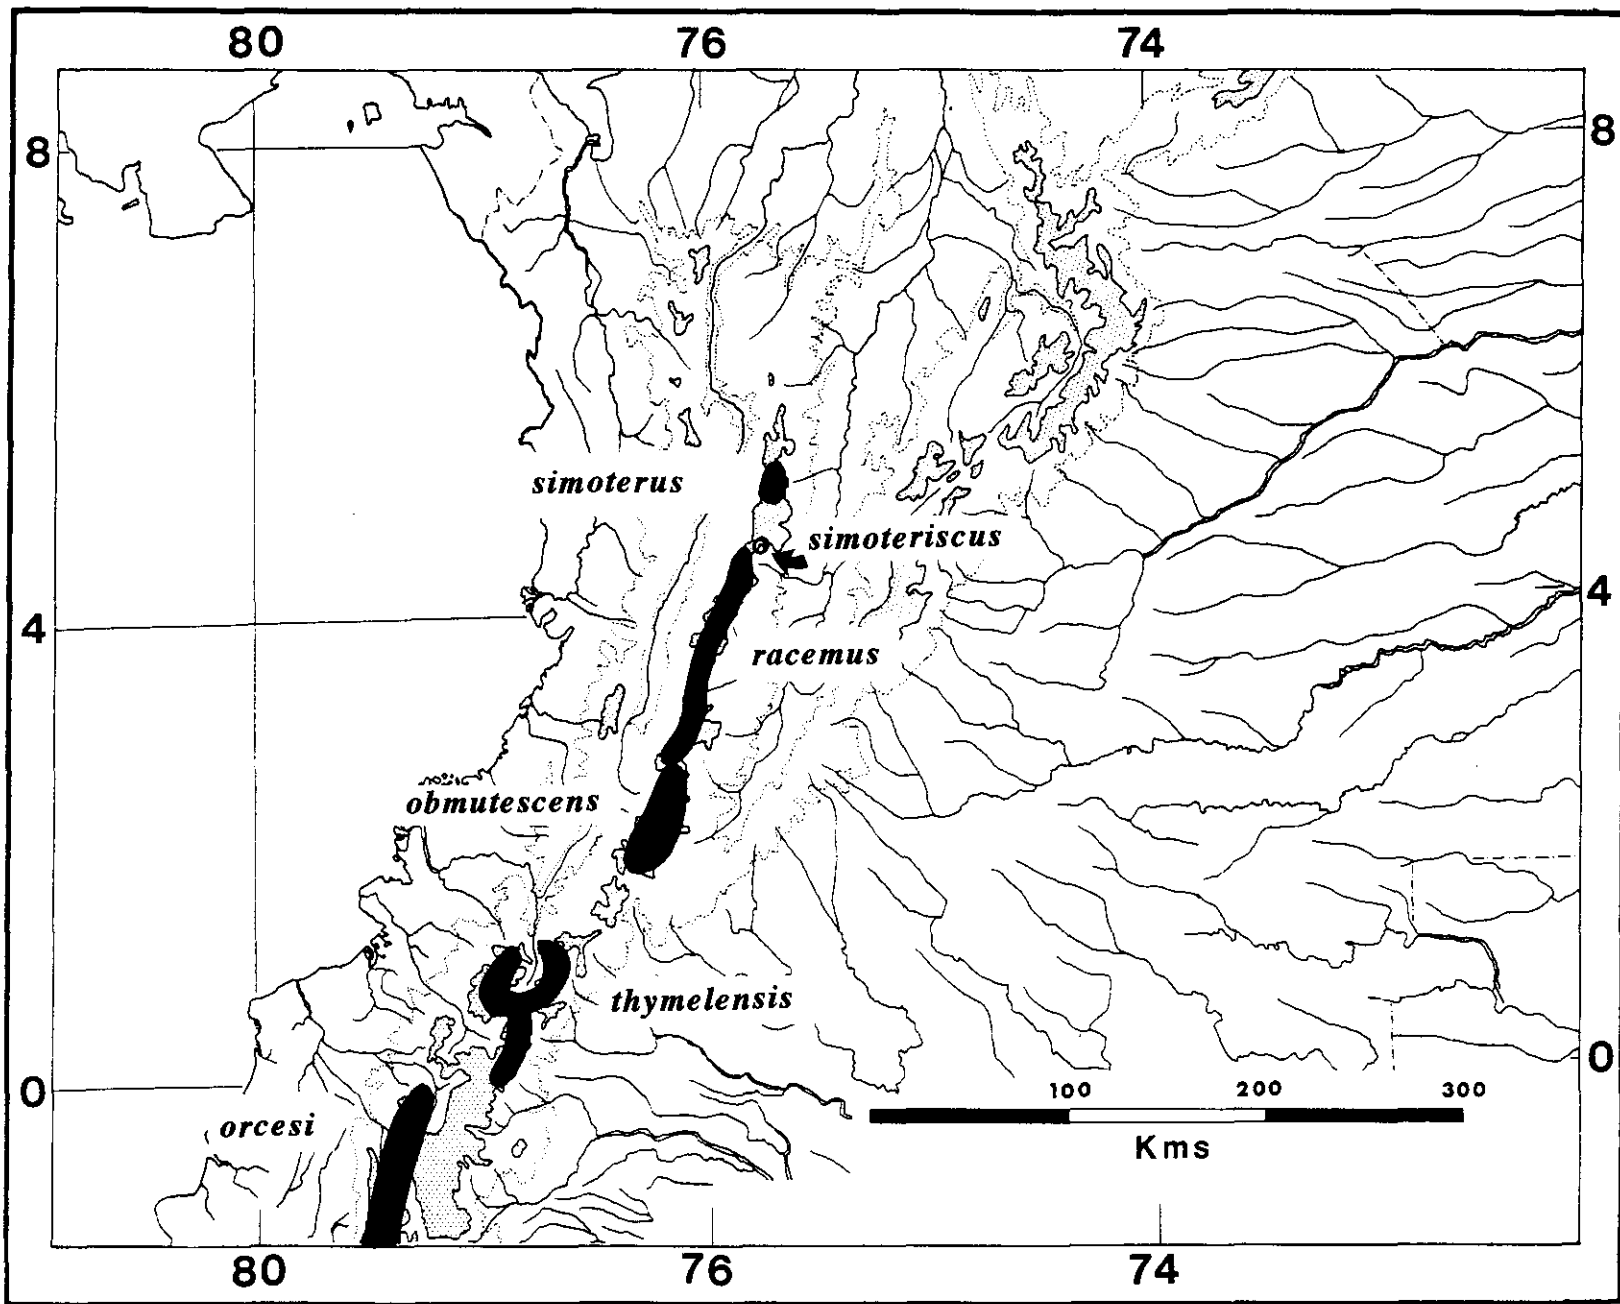 80 76 74
8 8
simoterus
simoteriscus
4 4
racemus
obmutescens
thymelensis
0 0
100 200 300
orcesi
Kms
80 76 74